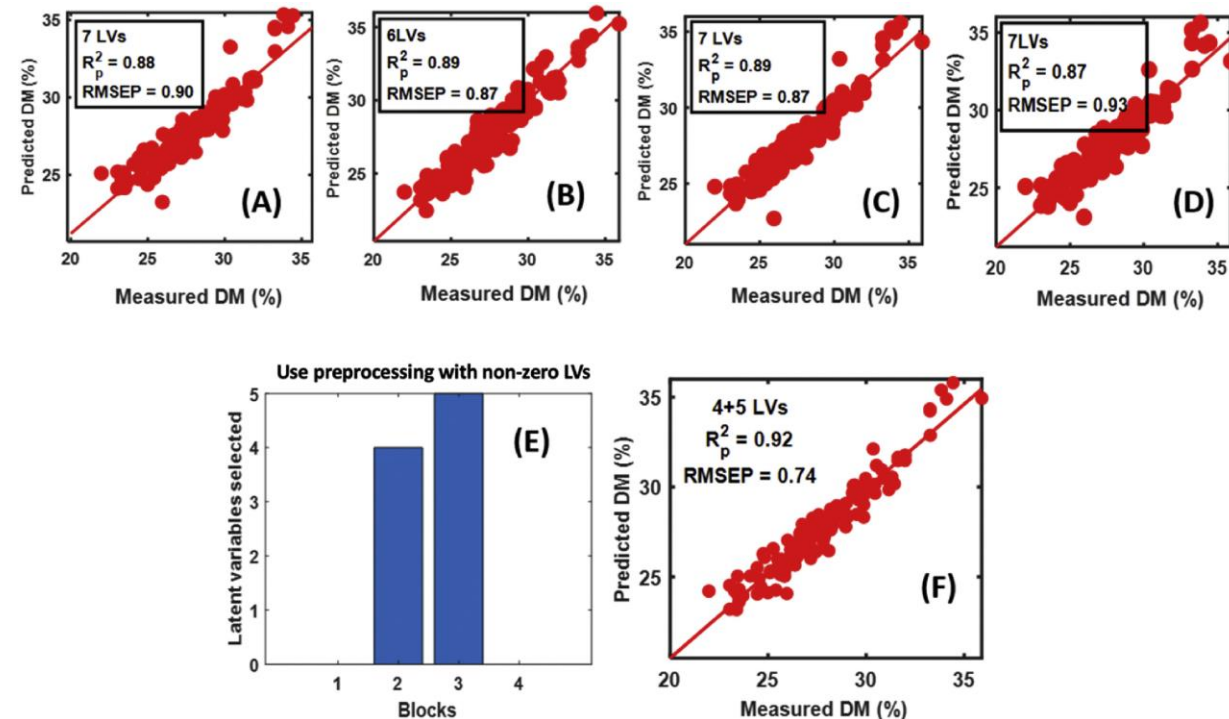 35
30
25
Predicted DM (%)
7 LVs
R²p = 0.88
RMSEP = 0.90
(A)
20 25 30 35
Measured DM (%)
35
30
25
Predicted DM (%)
6LVs
R²p = 0.89
RMSEP = 0.87
(B)
20 25 30 35
Measured DM (%)
35
30
25
Predicted DM (%)
7 LVs
R²p = 0.89
RMSEP = 0.87
(C)
20 25 30 35
Measured DM (%)
35
30
25
Predicted DM (%)
7LVs
R²p = 0.87
RMSEP = 0.93
(D)
20 25 30 35
Measured DM (%)
Use preprocessing with non-zero LVs
5
4
3
2
1
0
Latent variables selected
(E)
1 2 3 4
Blocks
35
30
25
Predicted DM (%)
4+5 LVs
R²p = 0.92
RMSEP = 0.74
(F)
20 25 30 35
Measured DM (%)